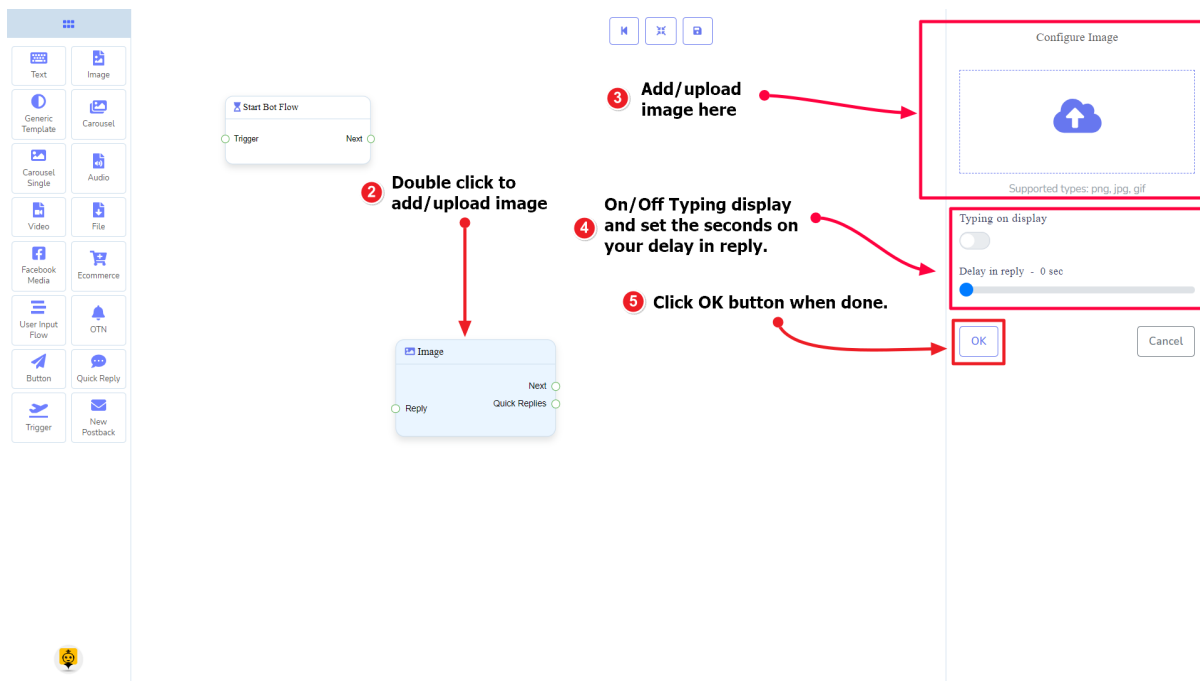 Text
Image
Generic
Template
Carousel
Carousel
Single
Audio
Video
File
Facebook
Media
Ecommerce
User Input
Flow
OTN
Button
Quick Reply
Trigger
New
Postback
Start Bot Flow
Trigger
Next
2
Double click to
add/upload image
Image
Next
Quick Replies
Reply
3
Add/upload
image here
4
On/Off Typing display
and set the seconds on
your delay in reply.
5
Click OK button when done.
Configure Image
Supported types: png, jpg, gif
Typing on display
Delay in reply - 0 sec
OK
Cancel